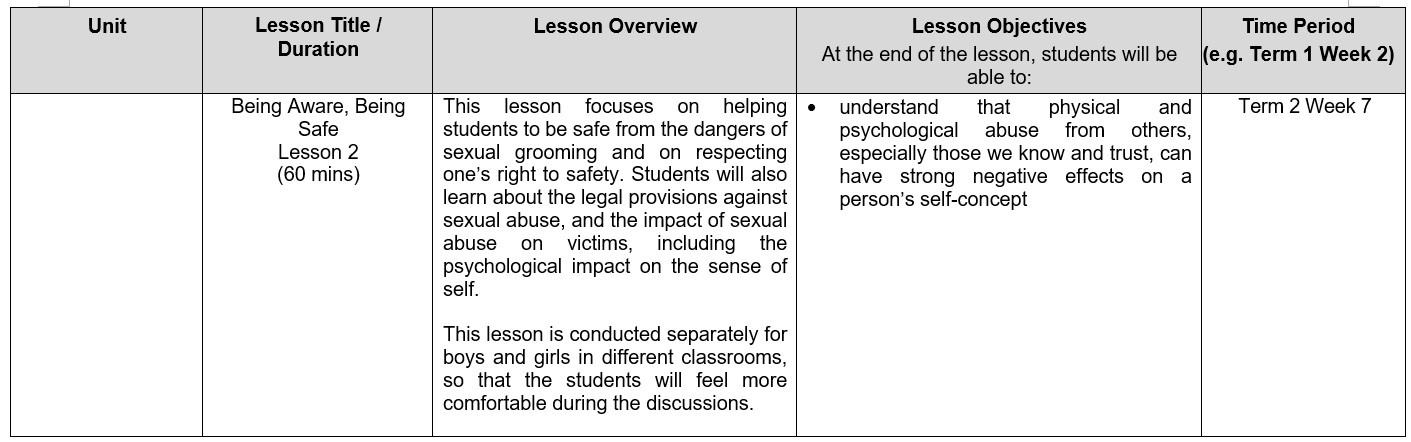 Unit
Lesson Title /
Duration
Lesson Overview
Lesson Objectives
At the end of the lesson, students will be
able to:
Time Period
(e.g. Term 1 Week 2)
Being Aware, Being
Safe
Lesson 2
(60 mins)
This lesson focuses on helping
students to be safe from the dangers of
sexual grooming and on respecting
one’s right to safety. Students will also
learn about the legal provisions against
sexual abuse, and the impact of sexual
abuse on victims, including the
psychological impact on the sense of
self.
This lesson is conducted separately for
boys and girls in different classrooms,
so that the students will feel more
comfortable during the discussions.
• understand that physical and
psychological abuse from others,
especially those we know and trust, can
have strong negative effects on a
person’s self-concept
Term 2 Week 7